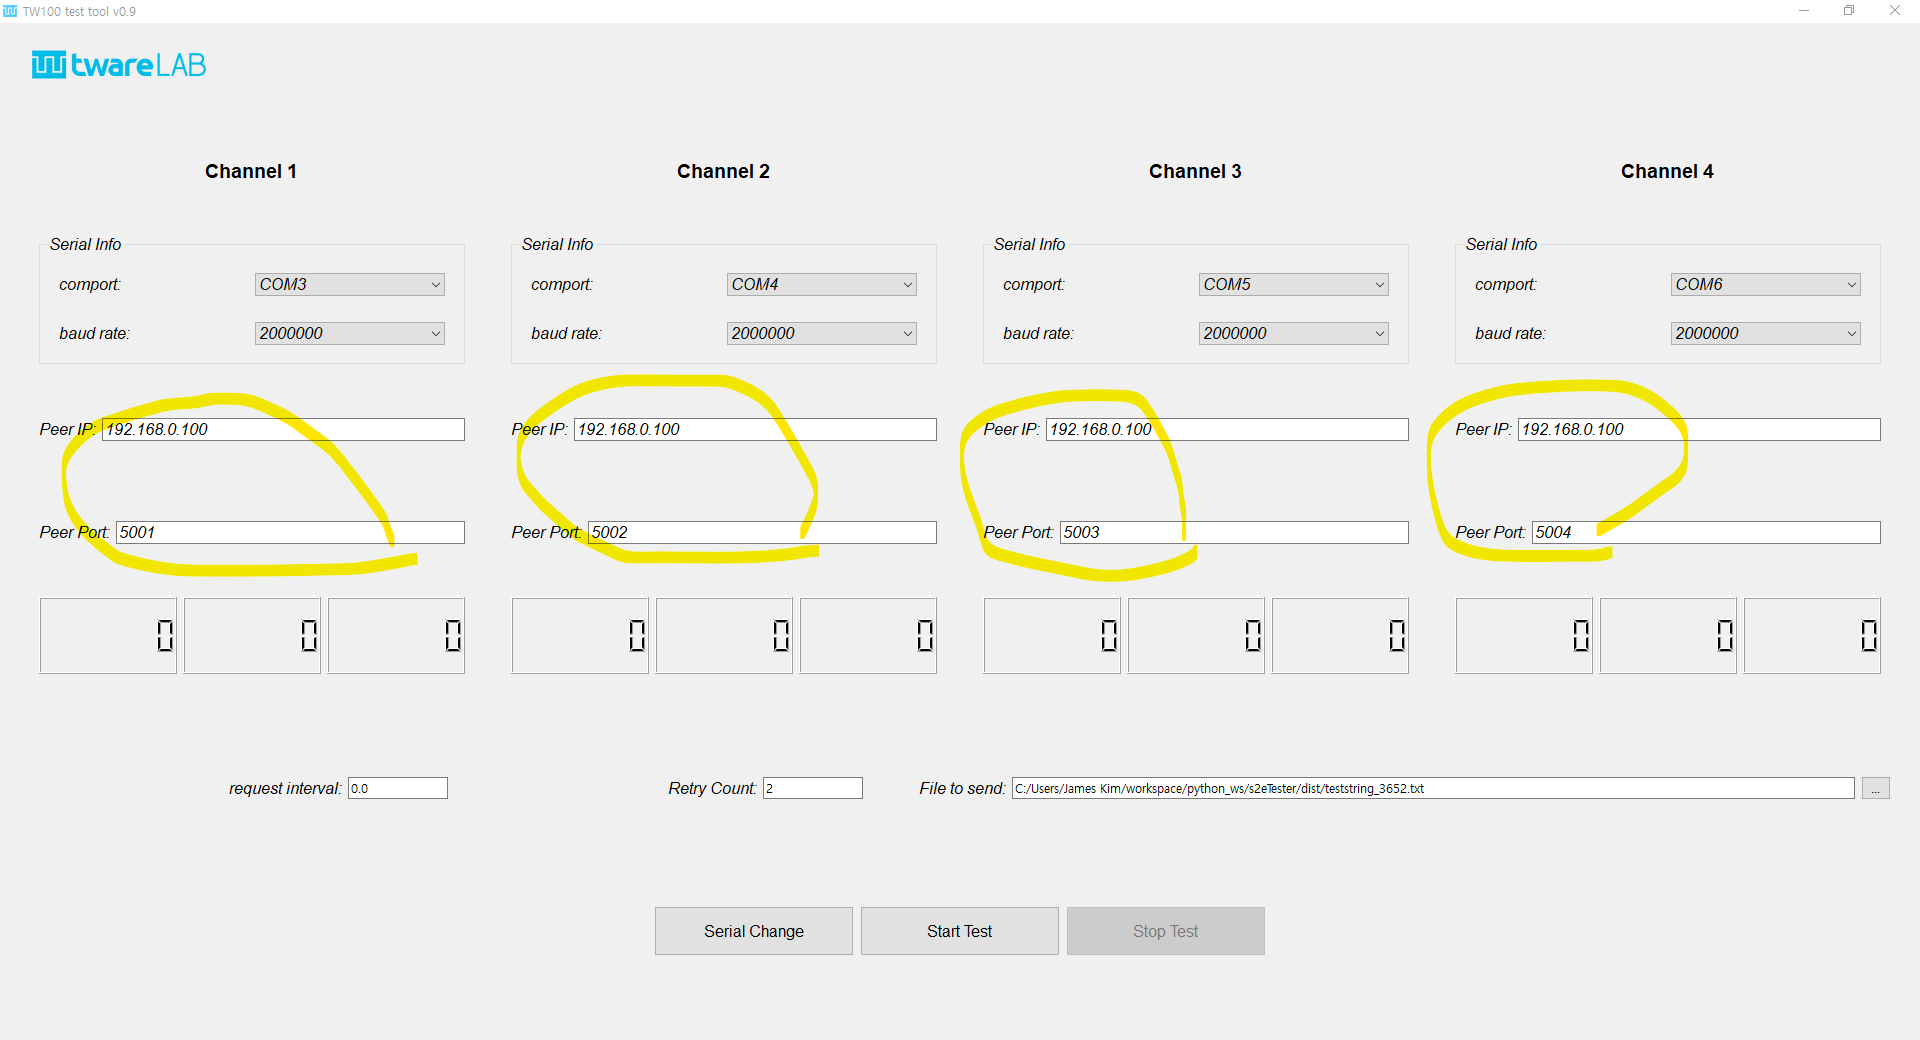 TW100 test tool v0.9
twareLAB
Channel 1 Channel 2 Channel 3 Channel 4
Serial Info Serial Info Serial Info Serial Info
comport: COM3 comport: COM4 comport: COM5 comport: COM6
baud rate: 2000000 baud rate: 2000000 baud rate: 2000000 baud rate: 2000000
Peer IP: 192.168.0.100 Peer IP: 192.168.0.100 Peer IP: 192.168.0.100 Peer IP: 192.168.0.100
Peer Port: 5001 Peer Port: 5002 Peer Port: 5003 Peer Port: 5004
0 0 0 0 0 0 0 0 0 0 0 0
request interval: 0.0 Retry Count: 2 File to send: C:/Users/James Kim/workspace/python_ws/s2eTester/dist/teststring_3652.txt ...
Serial Change Start Test Stop Test